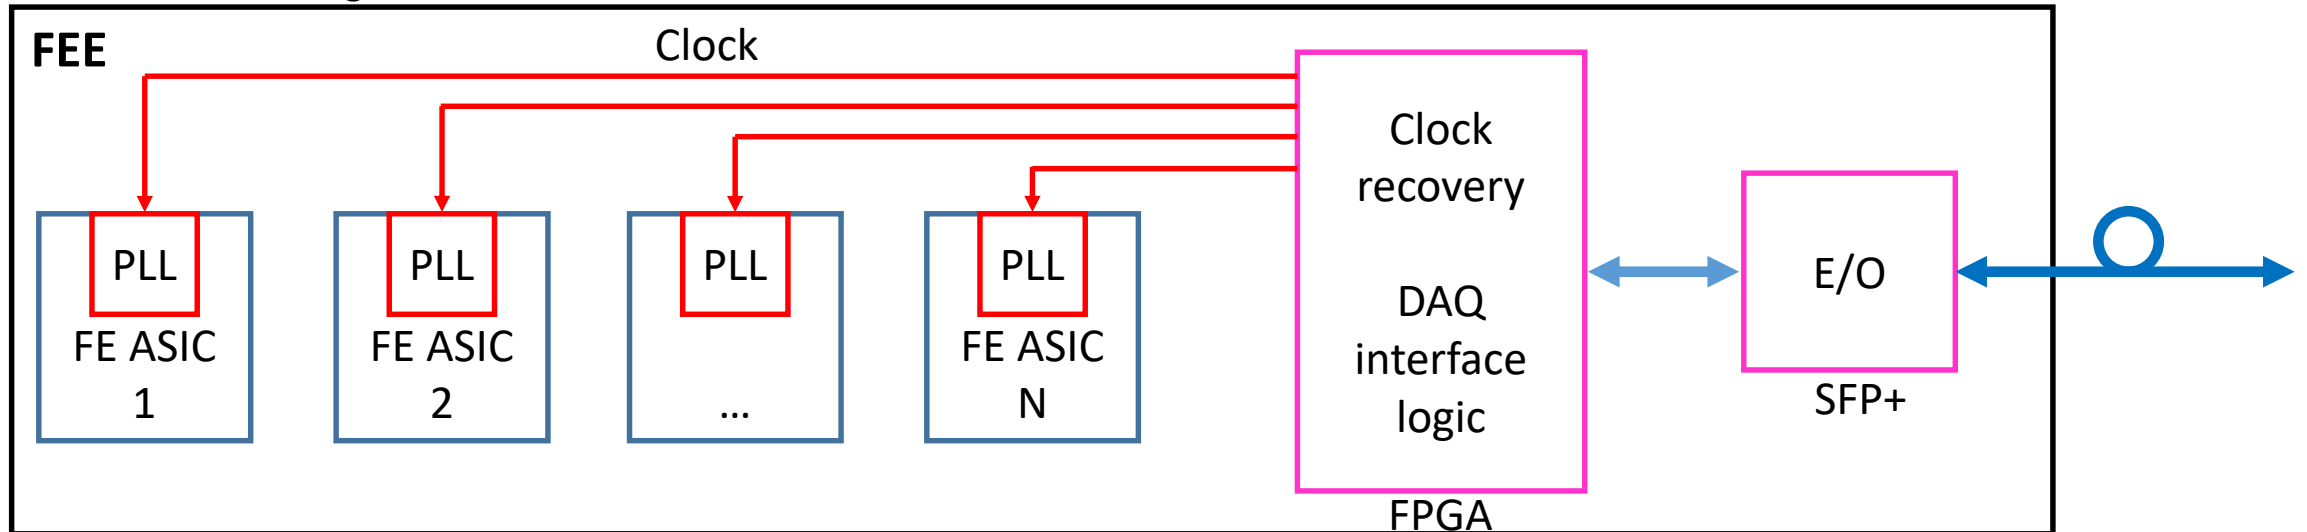 FEE
Clock
PLL
FE ASIC
1
PLL
FE ASIC
2
PLL
...
PLL
FE ASIC
N
Clock
recovery
DAQ
interface
logic
FPGA
E/O
SFP+